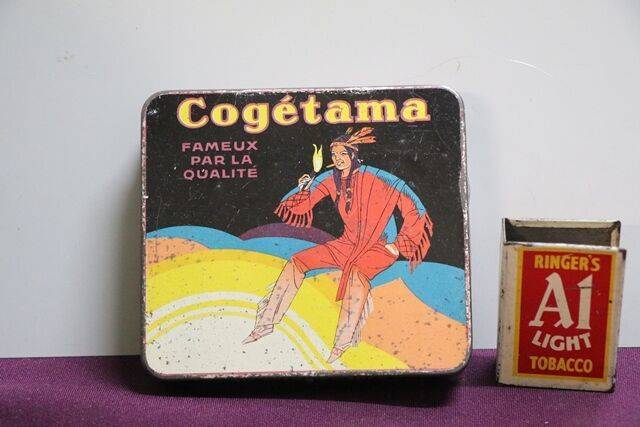 Cogétama
FAMEUX
PAR LA
QUALITÉ
RINGER'S
A1
LIGHT
TOBACCO